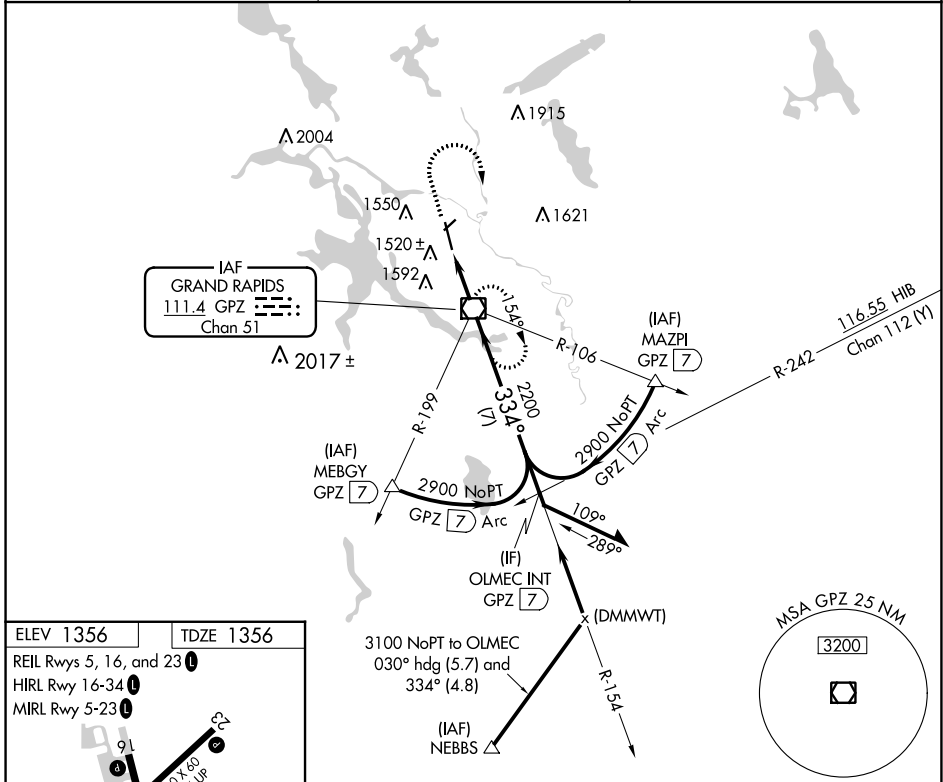 1915
2004
1550
1621
1520 ±
1592
IAF
GRAND RAPIDS
111.4 GPZ
Chan 51
2017 ±
154°
R-106
(IAF)
MAZPI
GPZ 7
116.55 HIB
Chan 112 (Y)
R-242
R-199
2200
334°
(7)
2900 NoPT
GPZ 7 Arc
(IAF)
MEBGY
GPZ 7
2900 NoPT
GPZ 7 Arc
109°
289°
(IF)
OLMEC INT
GPZ 7
(DMMWT)
3100 NoPT to OLMEC
030° hdg (5.7) and
334° (4.8)
R-154
(IAF)
NEBBS
MSA GPZ 25 NM
3200
ELEV 1356
TDZE 1356
REIL Rwys 5, 16, and 23 L
HIRL Rwy 16-34 L
MIRL Rwy 5-23 L
16
23
P
P
X 60
UP